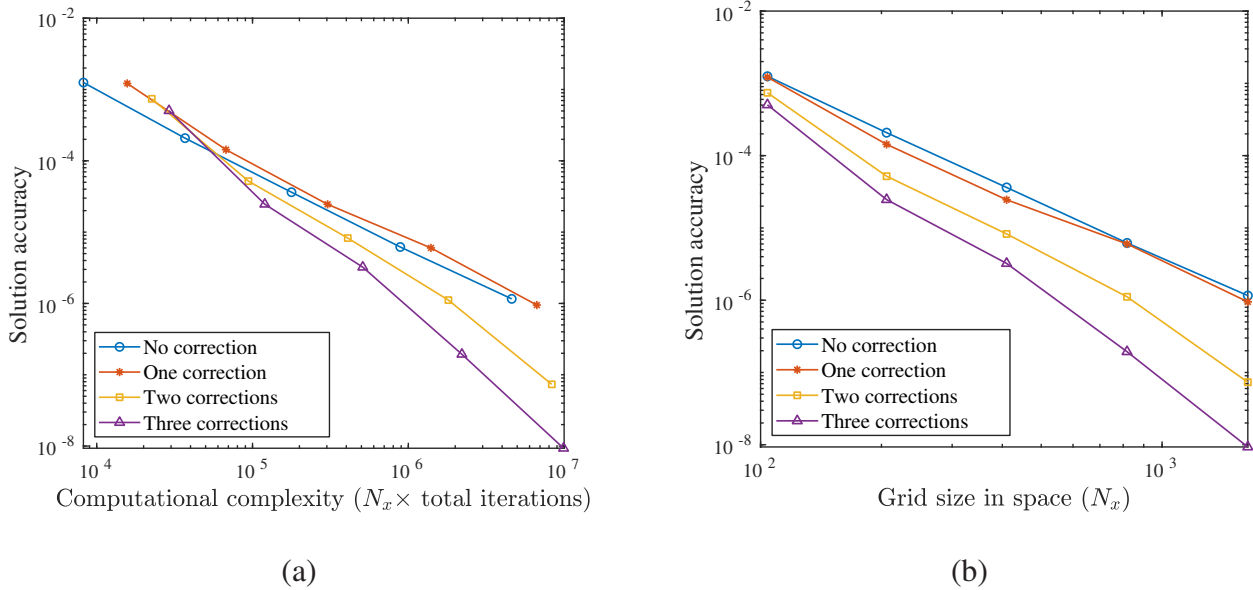 10^-2
10^-4
10^-6
10^-8
Solution accuracy
No correction
One correction
Two corrections
Three corrections
10^4
10^5
10^6
10^7
Computational complexity (N_x× total iterations)
(a)
10^-2
10^-4
10^-6
10^-8
Solution accuracy
No correction
One correction
Two corrections
Three corrections
10^2
10^3
Grid size in space (N_x)
(b)